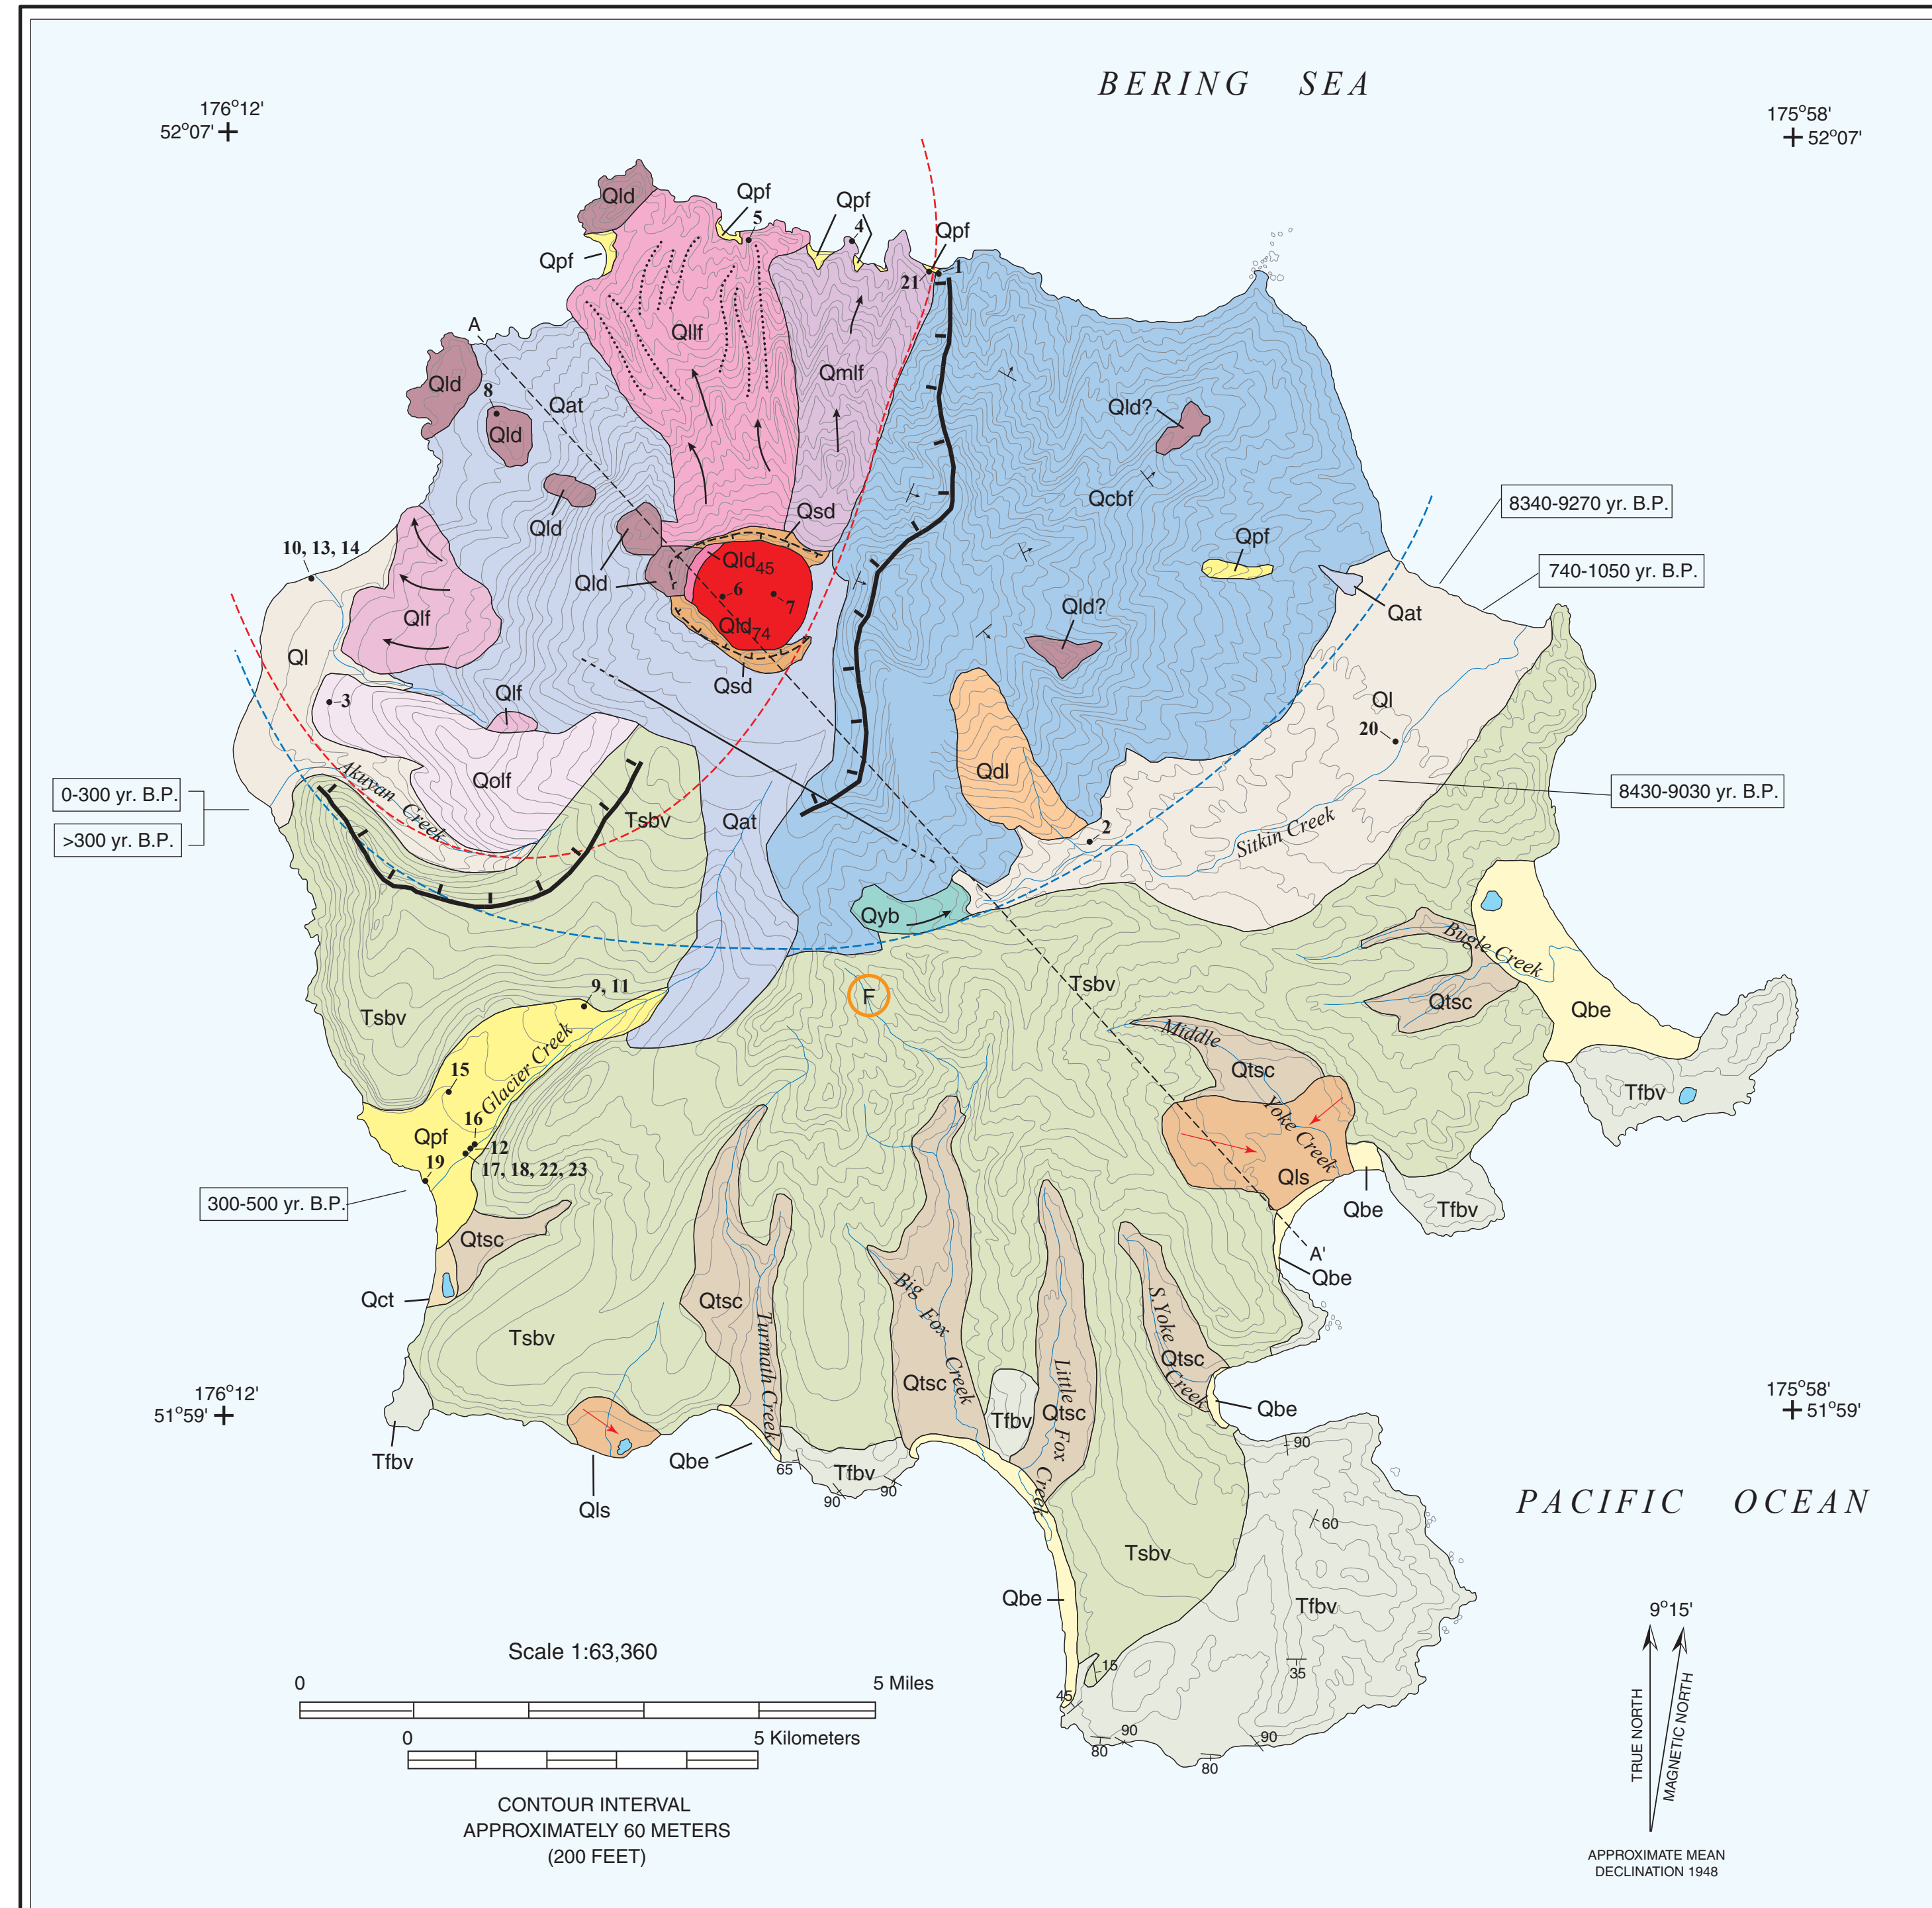 BERING SEA
176°12'
52°07'
175°58'
52°07'
Qld
Qpf
5
Qpf
4
Qpf
Qpf
21
1
A
Qllf
Qmlf
Qld
8
Qat
Qld
Qld?
Qcbf
8340-9270 yr. B.P.
Qld
Qsd
Qpf
10, 13, 14
740-1050 yr. B.P.
Qld45
Qld
6
7
Qat
Qlf
Qld?
Qld74
Ql
Qsd
Qlf
3
Ql
20
Qolf
Qdl
Akuyan Creek
0-300 yr. B.P.
8430-9030 yr. B.P.
Tsbv
Qat
2
Sitkin Creek
>300 yr. B.P.
Qyb
Bugle Creek
9, 11
F
Tsbv
Tsbv
Qtsc
Qbe
Glacier Creek
Middle
15
Qtsc
Tfbv
16
Yoke Creek
Qpf
12
19
17, 18, 22, 23
Qls
300-500 yr. B.P.
Qbe
Tfbv
Qtsc
A'
Qbe
Qct
Qtsc
Big Fox Creek
S.Yoke Creek
Tsbv
Turmath Creek
Qtsc
Qtsc
Little Fox Creek
176°12'
51°59'
175°58'
51°59'
Qbe
Tfbv
Qtsc
Tfbv
Qbe
65
Tfbv
90
90
90
Qls
PACIFIC OCEAN
60
Tsbv
Qbe
Tfbv
9°15'
Scale 1:63,360
15
35
0
5 Miles
45
0
5 Kilometers
90
80
90
80
TRUE NORTH
MAGNETIC NORTH
CONTOUR INTERVAL
APPROXIMATELY 60 METERS
(200 FEET)
APPROXIMATE MEAN
DECLINATION 1948